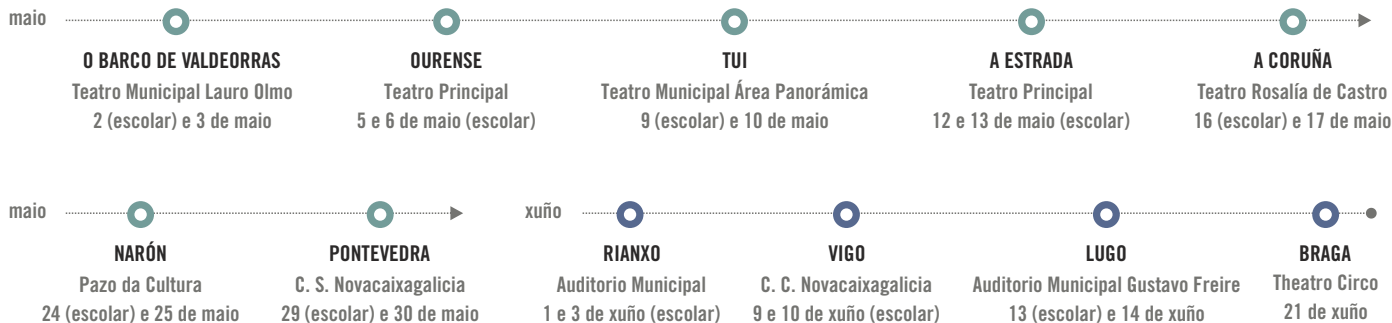 maio
O BARCO DE VALDEORRAS
Teatro Municipal Lauro Olmo
2 (escolar) e 3 de maio
OURENSE
Teatro Principal
5 e 6 de maio (escolar)
TUI
Teatro Municipal Área Panorámica
9 (escolar) e 10 de maio
A ESTRADA
Teatro Principal
12 e 13 de maio (escolar)
A CORUÑA
Teatro Rosalía de Castro
16 (escolar) e 17 de maio
maio
NARÓN
Pazo da Cultura
24 (escolar) e 25 de maio
PONTEVEDRA
C. S. Novacaixagalicia
29 (escolar) e 30 de maio
xuño
RIANXO
Auditorio Municipal
1 e 3 de xuño (escolar)
VIGO
C. C. Novacaixagalicia
9 e 10 de xuño (escolar)
LUGO
Auditorio Municipal Gustavo Freire
13 (escolar) e 14 de xuño
BRAGA
Theatro Circo
21 de xuño